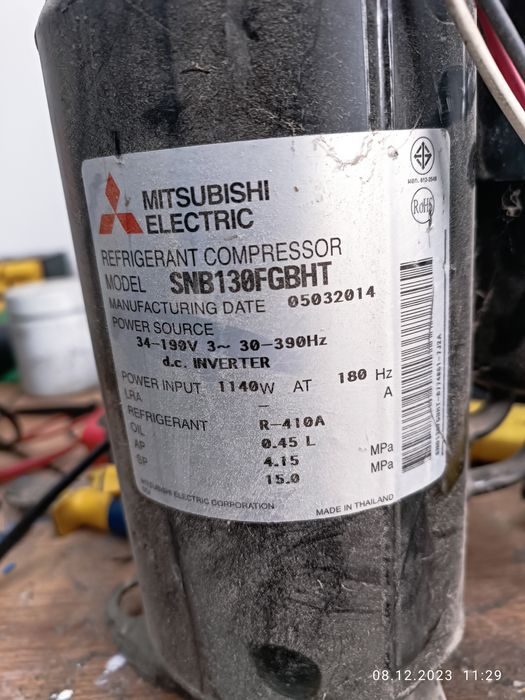 MITSUBISHI
ELECTRIC
REFRIGERANT COMPRESSOR
MODEL SNB130FGBHT
MANUFACTURING DATE 05032014
POWER SOURCE
34-190V 3~ 30-390Hz
d.c. INVERTER
POWER INPUT 1140W AT 180 Hz
LRA - A
REFRIGERANT R-410A
OIL 0.45 L
AP 4.15 MPa
SP 15.0 MPa
MITSUBISHI ELECTRIC CORPORATION
MADE IN THAILAND
RoHS
08.12.2023 11:29